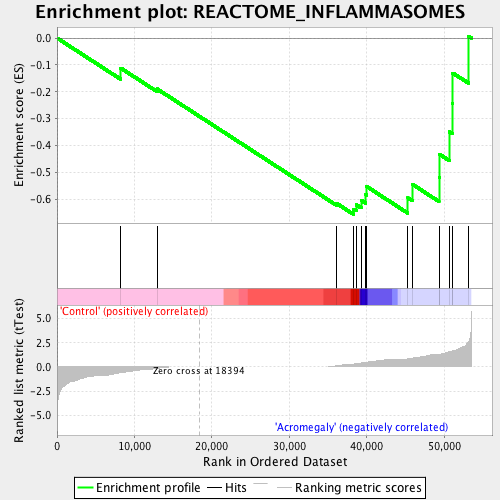 Enrichment plot: REACTOME_INFLAMMASOMES
Enrichment score (ES)
0.0
-0.1
-0.2
-0.3
-0.4
-0.5
-0.6
'Control' (positively correlated)
Ranked list metric (tTest)
5.0
2.5
0.0
-2.5
-5.0
Zero cross at 18394
'Acromegaly' (negatively correlated)
0 10,000 20,000 30,000 40,000 50,000
Rank in Ordered Dataset
Enrichment profile Hits Ranking metric scores